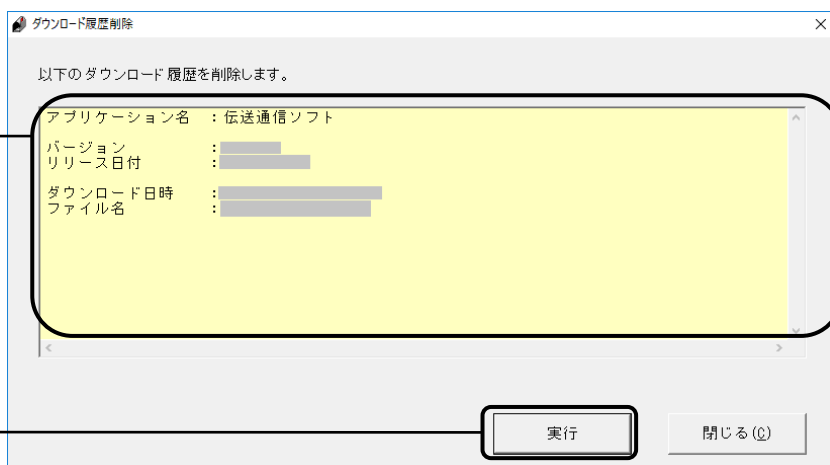 ダウンロード履歴削除
以下のダウンロード履歴を削除します。
アプリケーション名 :伝送通信ソフト
バージョン :
リリース日付 :
ダウンロード日時 :
ファイル名 :
実行
閉じる(C)